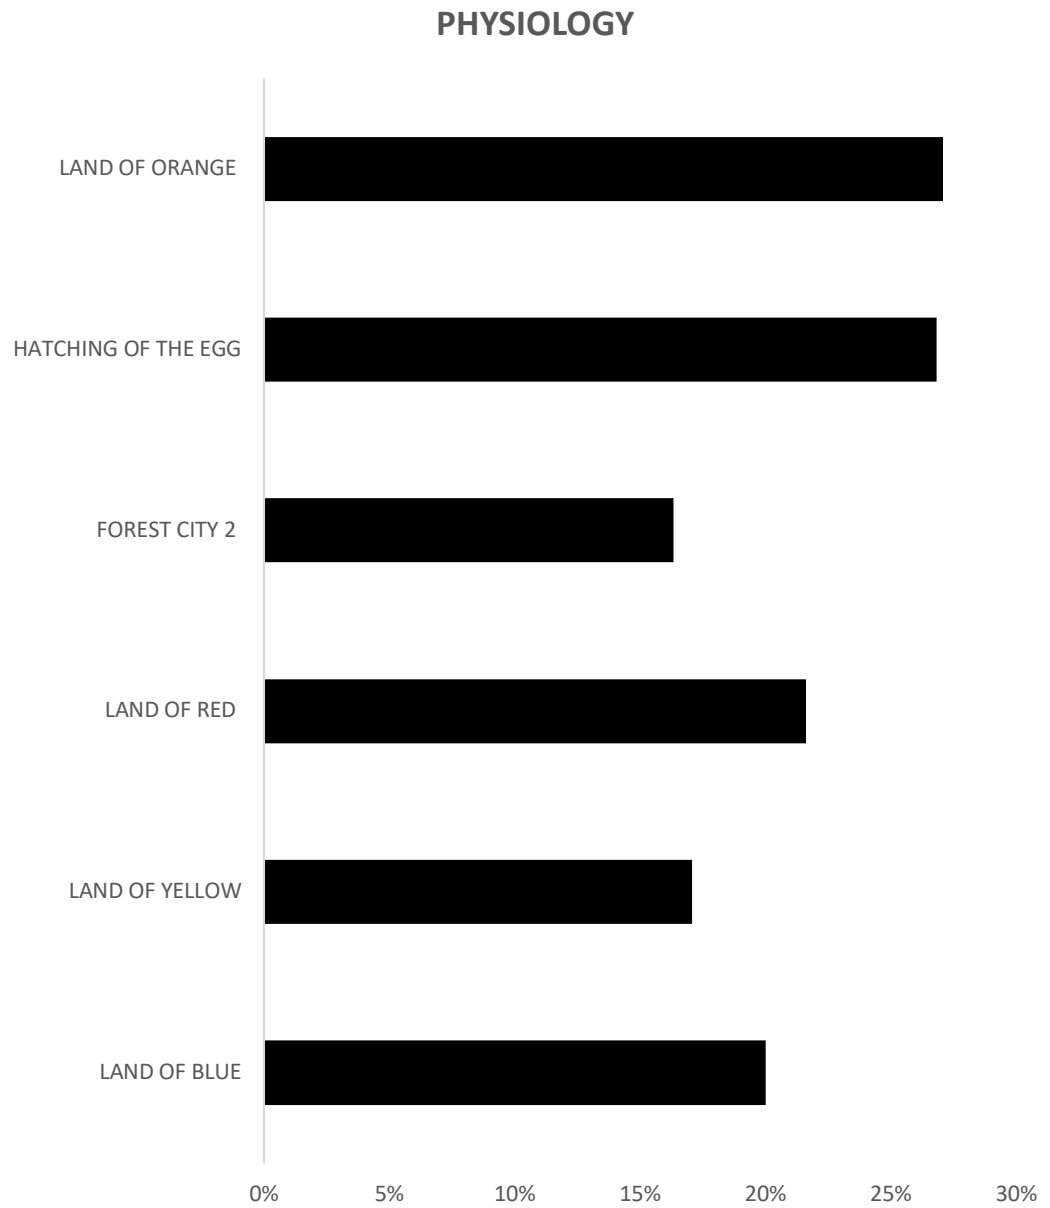 PHYSIOLOGY
LAND OF ORANGE
HATCHING OF THE EGG
FOREST CITY 2
LAND OF RED
LAND OF YELLOW
LAND OF BLUE
0% 5% 10% 15% 20% 25% 30%